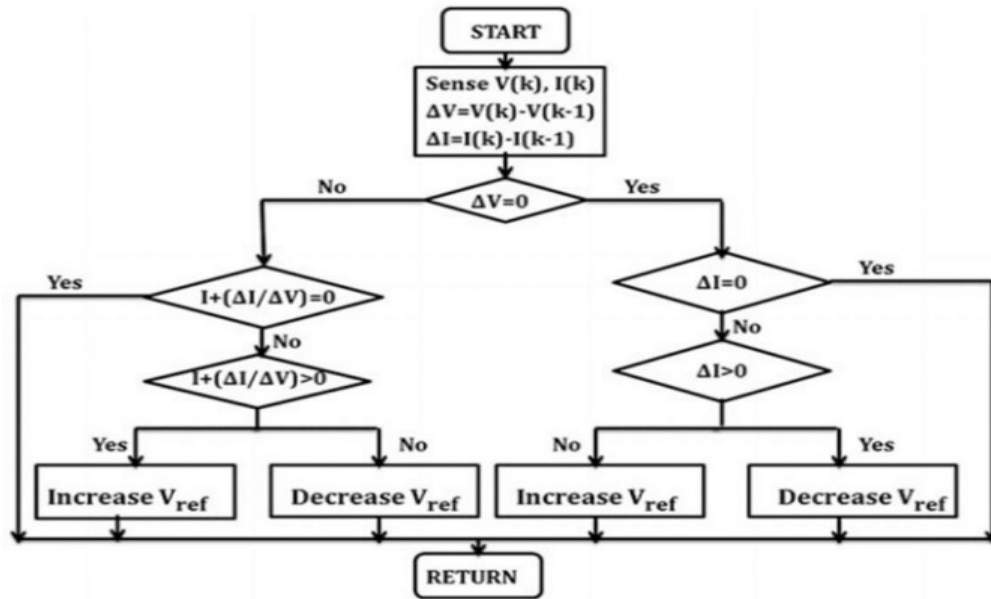 START
Sense V(k), I(k)
ΔV=V(k)-V(k-1)
ΔI=I(k)-I(k-1)
No
Yes
ΔV=0
Yes
I+(ΔI/ΔV)=0
ΔI=0
Yes
No
No
I+(ΔI/ΔV)>0
ΔI>0
Yes
No
No
Yes
Increase Vref
Decrease Vref
Increase Vref
Decrease Vref
RETURN